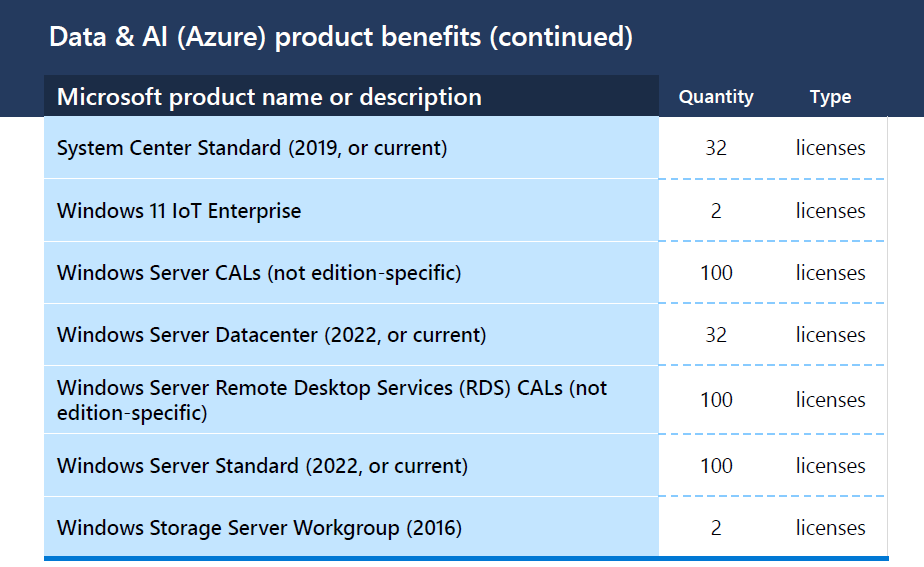 Data & AI (Azure) product benefits (continued)
Microsoft product name or description Quantity Type
System Center Standard (2019, or current) 32 licenses
Windows 11 IoT Enterprise 2 licenses
Windows Server CALs (not edition-specific) 100 licenses
Windows Server Datacenter (2022, or current) 32 licenses
Windows Server Remote Desktop Services (RDS) CALs (not
edition-specific) 100 licenses
Windows Server Standard (2022, or current) 100 licenses
Windows Storage Server Workgroup (2016) 2 licenses